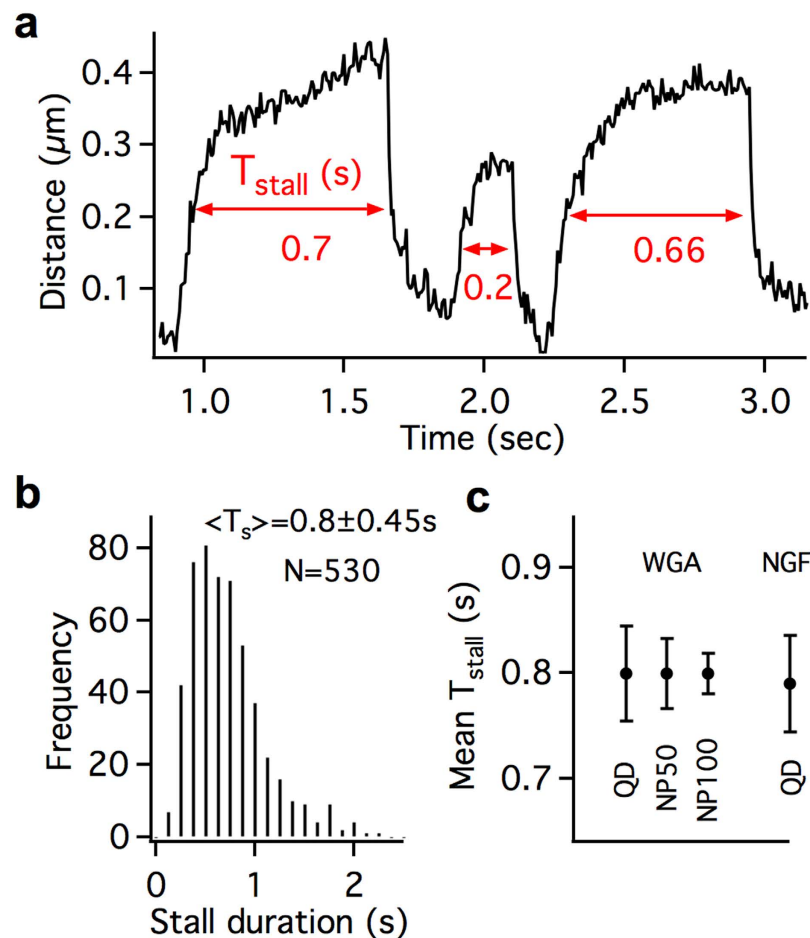 a
Distance (µm)
0.4
0.3
0.2
0.1
T_stall (s)
0.7
0.2
0.66
1.0 1.5 2.0 2.5 3.0
Time (sec)
b
<T_s>=0.8±0.45s
N=530
Frequency
80
60
40
20
0
0 1 2
Stall duration (s)
c
Mean T_stall (s)
0.9
0.8
0.7
WGA NGF
QD NP50 NP100 QD